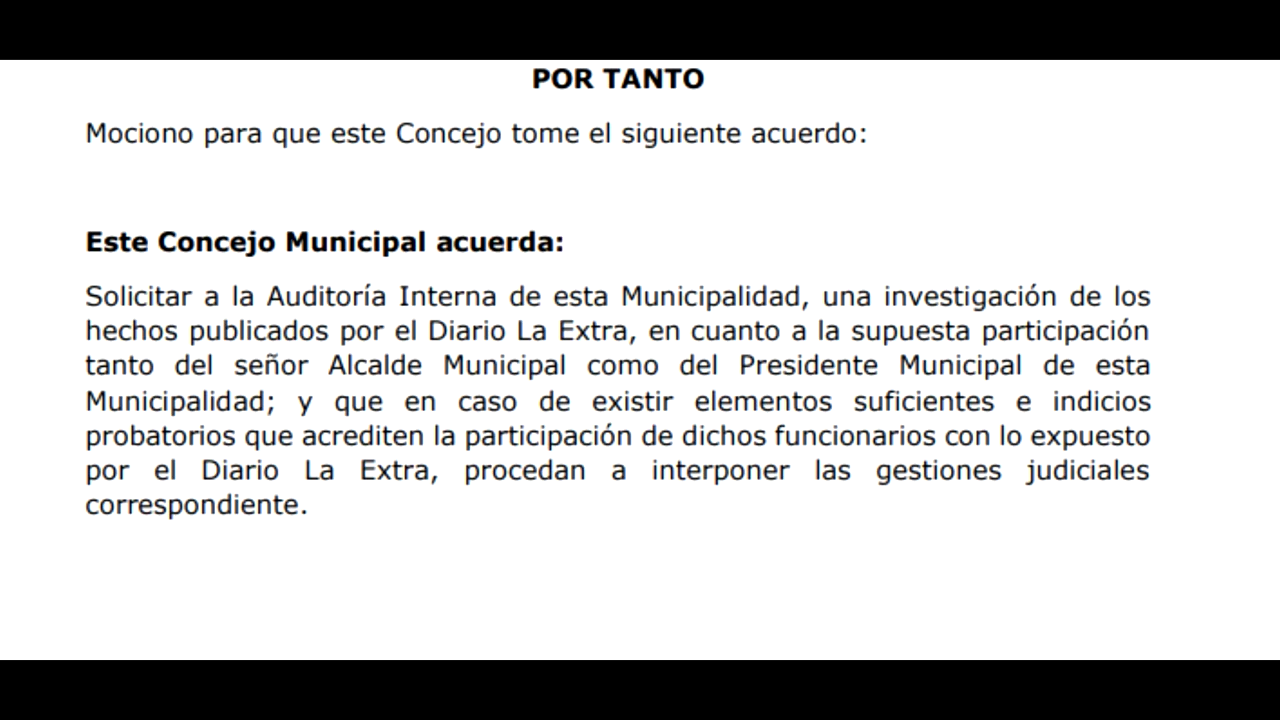 POR TANTO
Mociono para que este Concejo tome el siguiente acuerdo:
Este Concejo Municipal acuerda:
Solicitar a la Auditoría Interna de esta Municipalidad, una investigación de los
hechos publicados por el Diario La Extra, en cuanto a la supuesta participación
tanto del señor Alcalde Municipal como del Presidente Municipal de esta
Municipalidad; y que en caso de existir elementos suficientes e indicios
probatorios que acrediten la participación de dichos funcionarios con lo expuesto
por el Diario La Extra, procedan a interponer las gestiones judiciales
correspondiente.